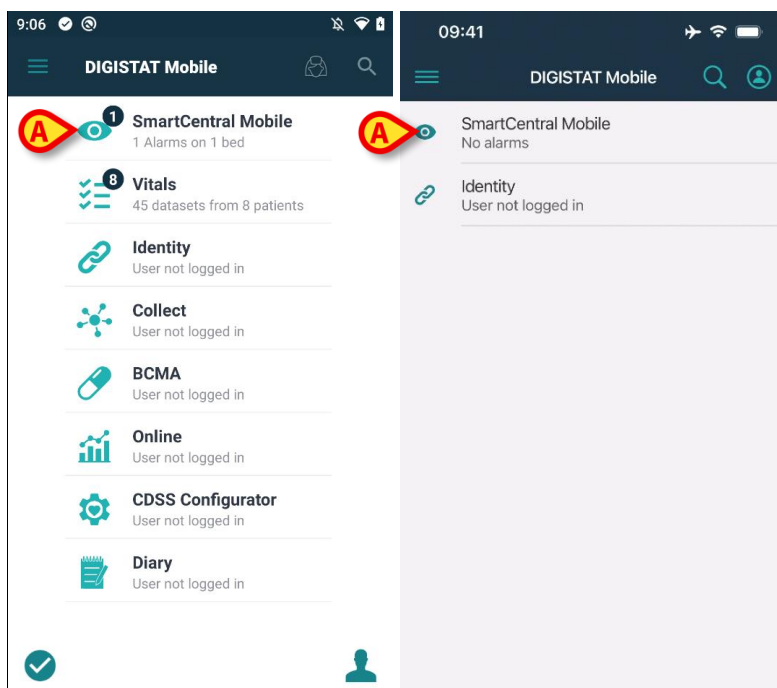 9:06
DIGISTAT Mobile
1
SmartCentral Mobile
A
1 Alarms on 1 bed
8
Vitals
45 datasets from 8 patients
Identity
User not logged in
Collect
User not logged in
BCMA
User not logged in
Online
User not logged in
CDSS Configurator
User not logged in
Diary
User not logged in
09:41
DIGISTAT Mobile
A
SmartCentral Mobile
No alarms
Identity
User not logged in